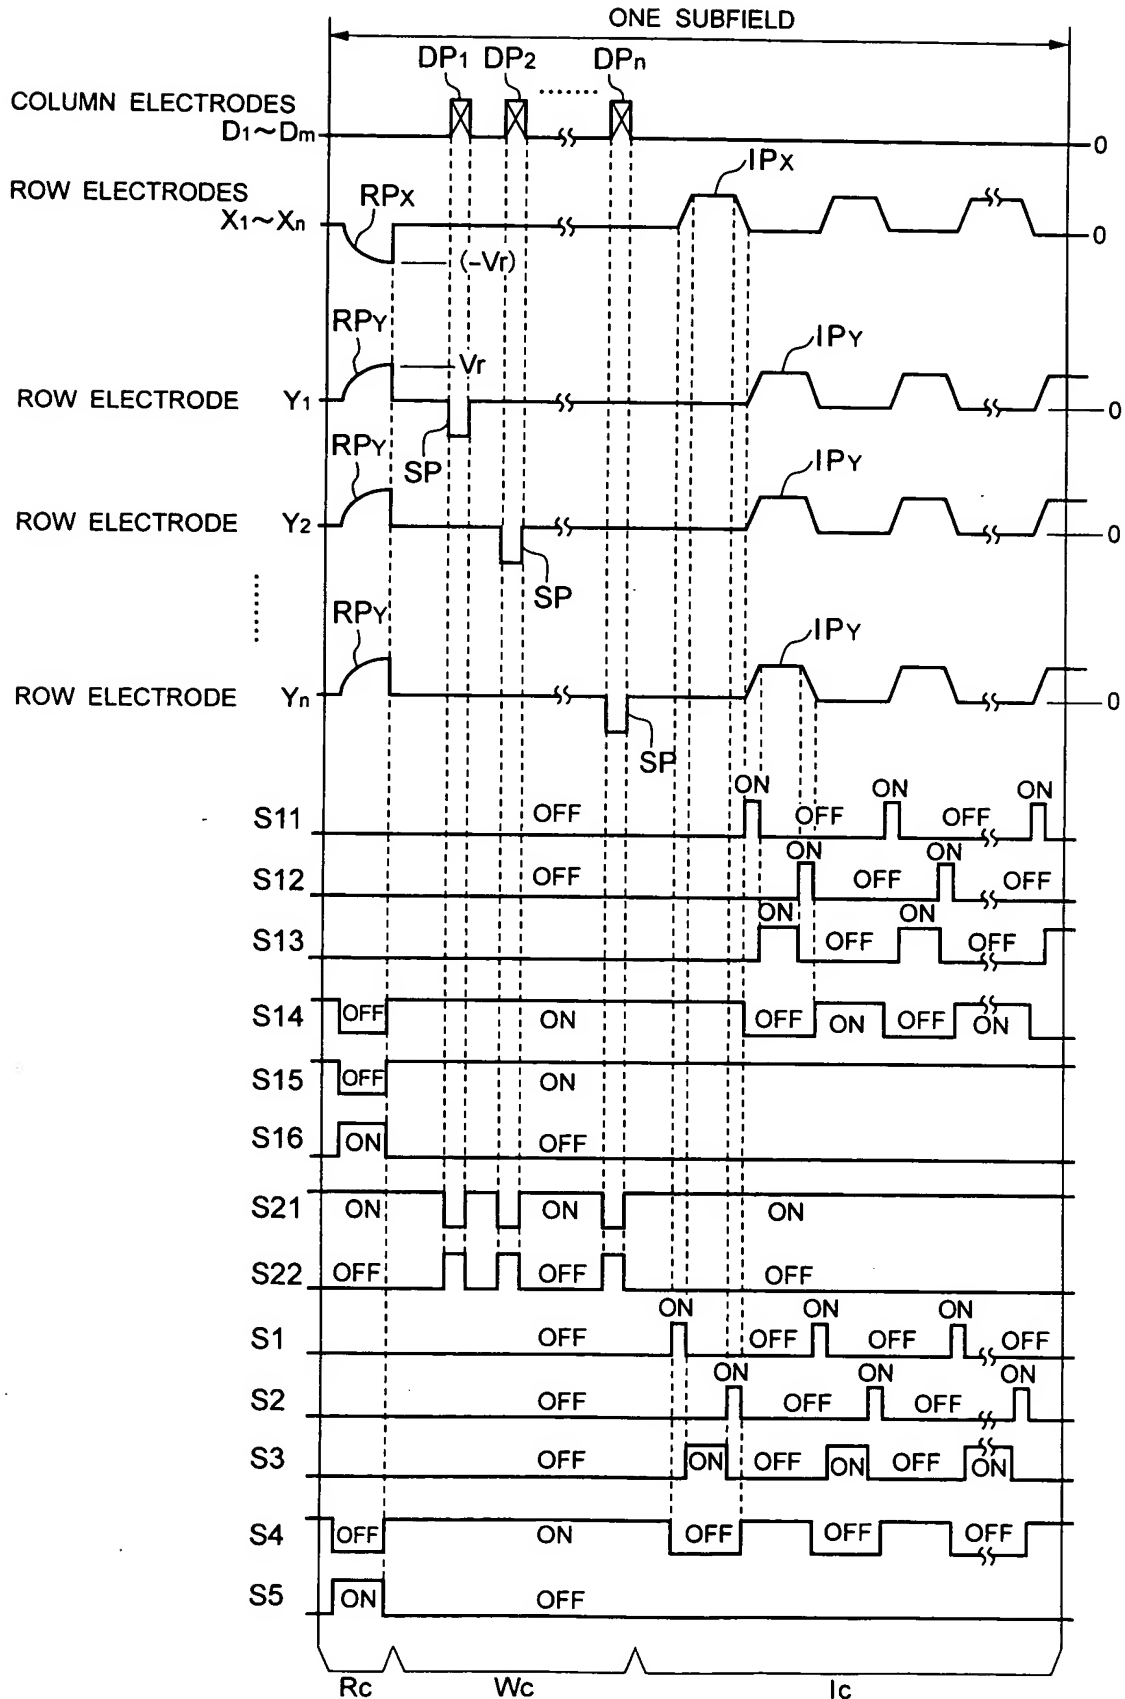 ONE SUBFIELD
DP1 DP2 ........ DPn
COLUMN ELECTRODES
D1~Dm
0
IPX
ROW ELECTRODES
RPX
X1~Xn
0
(-Vr)
RPY
IPY
Vr
ROW ELECTRODE Y1
0
RPY
SP
IPY
ROW ELECTRODE Y2
0
SP
RPY
IPY
ROW ELECTRODE Yn
0
SP
ON ON ON
S11 OFF OFF OFF
ON ON
S12 OFF OFF OFF
ON ON
S13 OFF OFF
S14 OFF ON OFF ON OFF ON
S15 OFF ON
S16 ON OFF
S21 ON ON ON
S22 OFF OFF OFF
ON ON ON
S1 OFF OFF OFF OFF
ON ON ON
S2 OFF OFF OFF
S3 OFF ON OFF ON OFF ON
S4 OFF ON OFF OFF OFF
S5 ON OFF
Rc Wc Ic